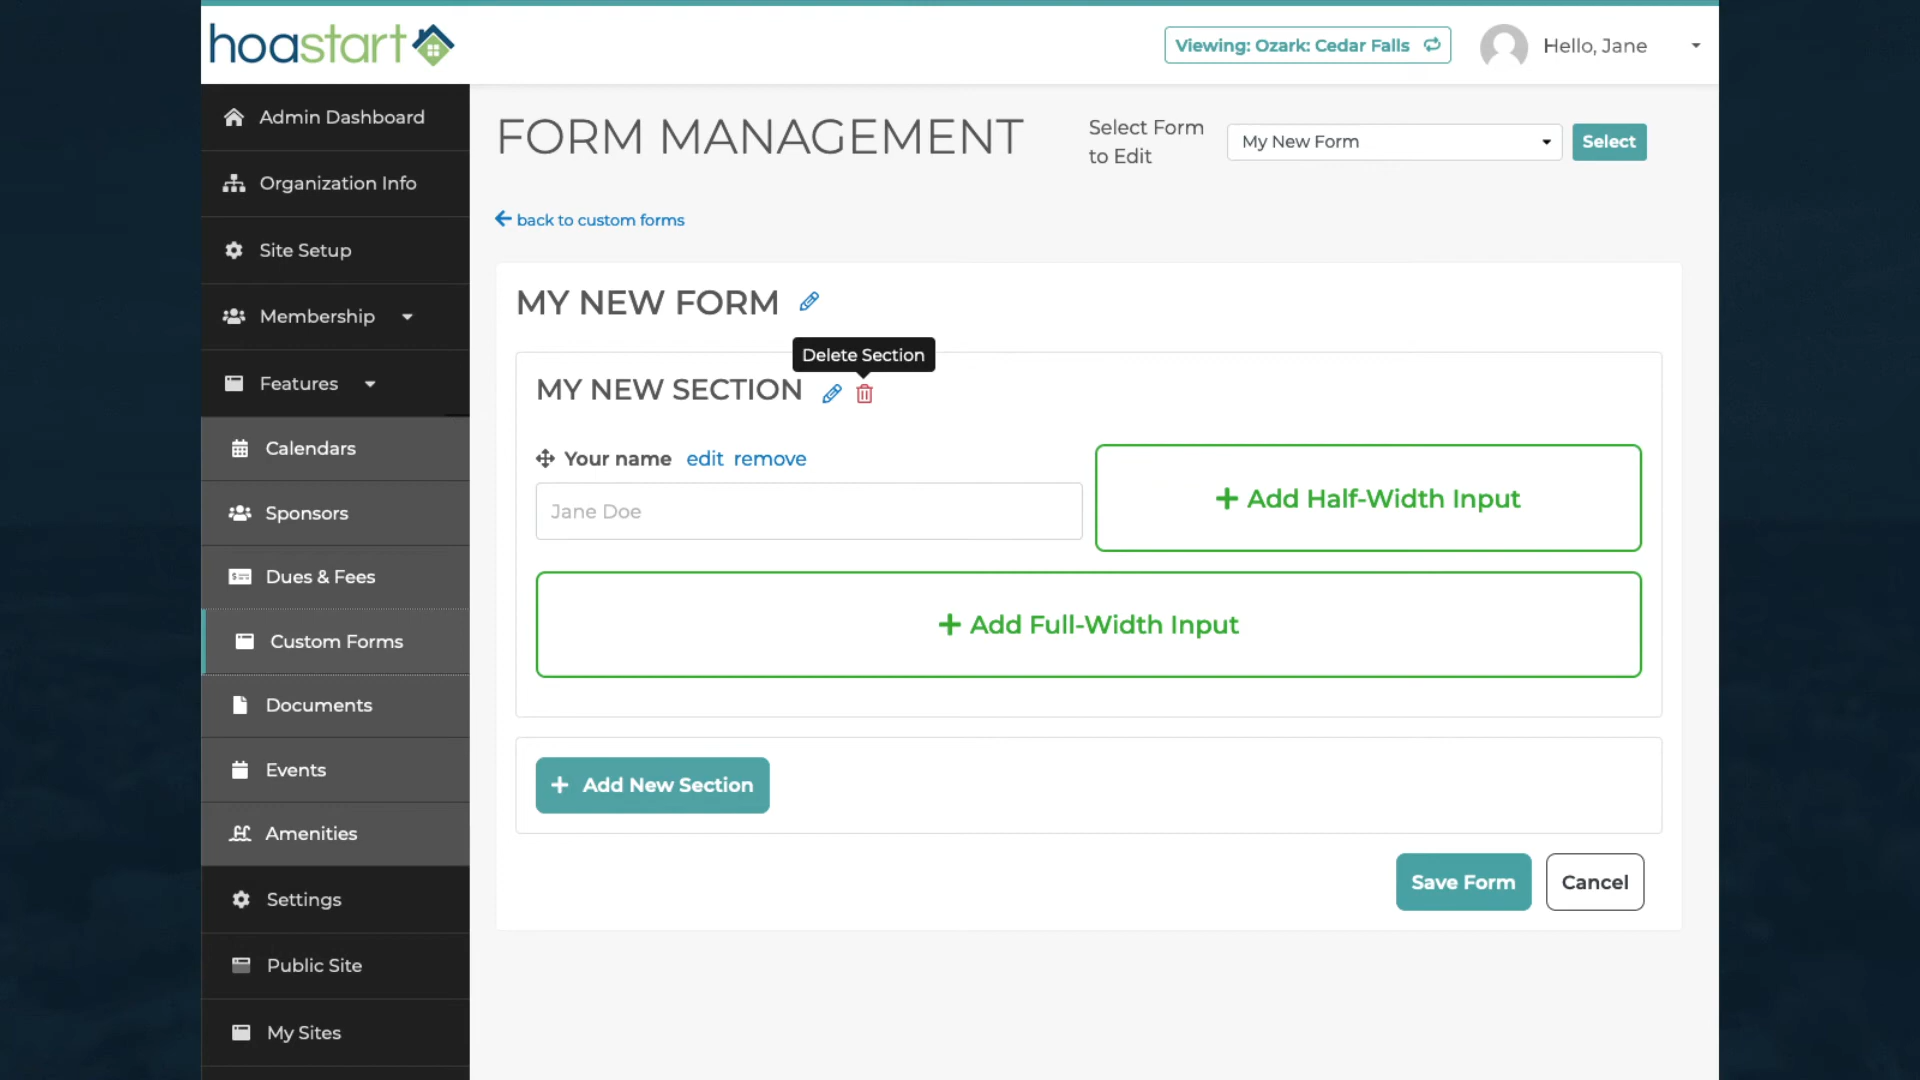 hoastart
Viewing: Ozark: Cedar Falls
Hello, Jane
Admin Dashboard
Organization Info
Site Setup
Membership
Features
Calendars
Sponsors
Dues & Fees
Custom Forms
Documents
Events
Amenities
Settings
Public Site
My Sites
FORM MANAGEMENT
Select Form
to Edit
My New Form
Select
back to custom forms
MY NEW FORM
Delete Section
MY NEW SECTION
Your name edit remove
Jane Doe
+ Add Half-Width Input
+ Add Full-Width Input
+ Add New Section
Save Form
Cancel